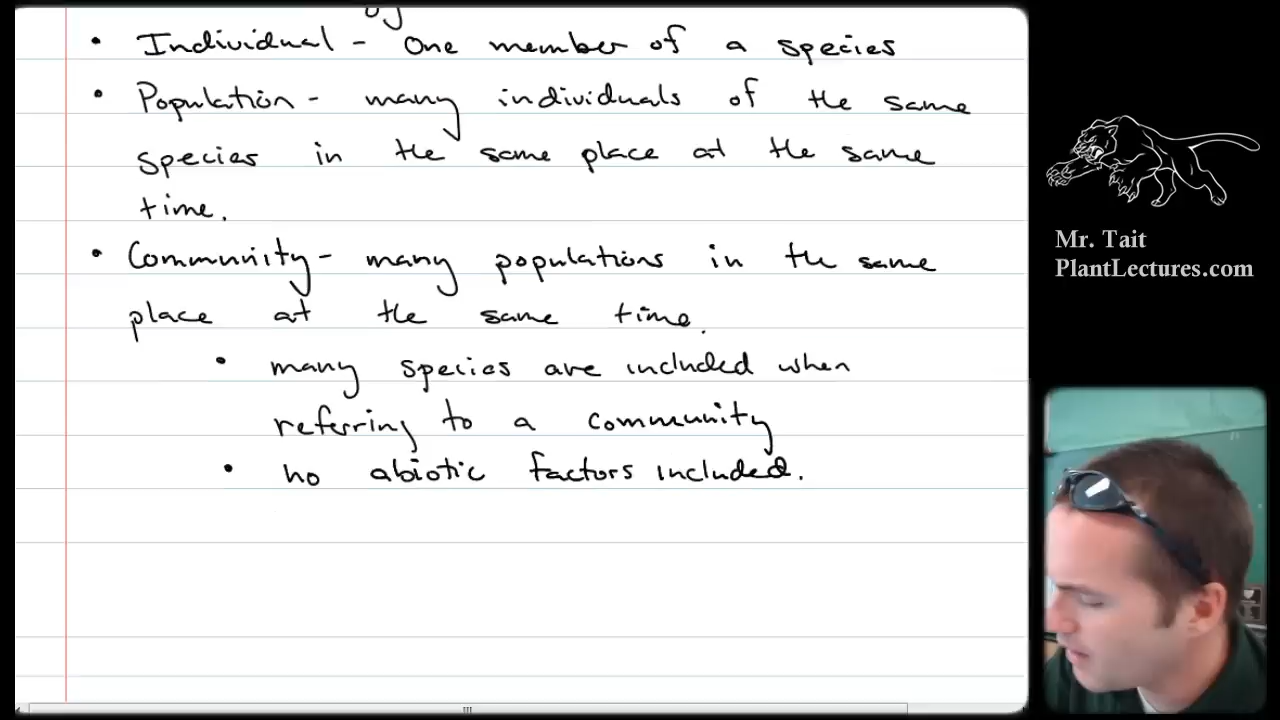 • Individual - One member of a species
• Population - many individuals of the same
species in the same place at the same
time.
• Community - many populations in the same
place at the same time.
• many species are included when
referring to a community
• no abiotic factors included.
Mr. Tait
PlantLectures.com